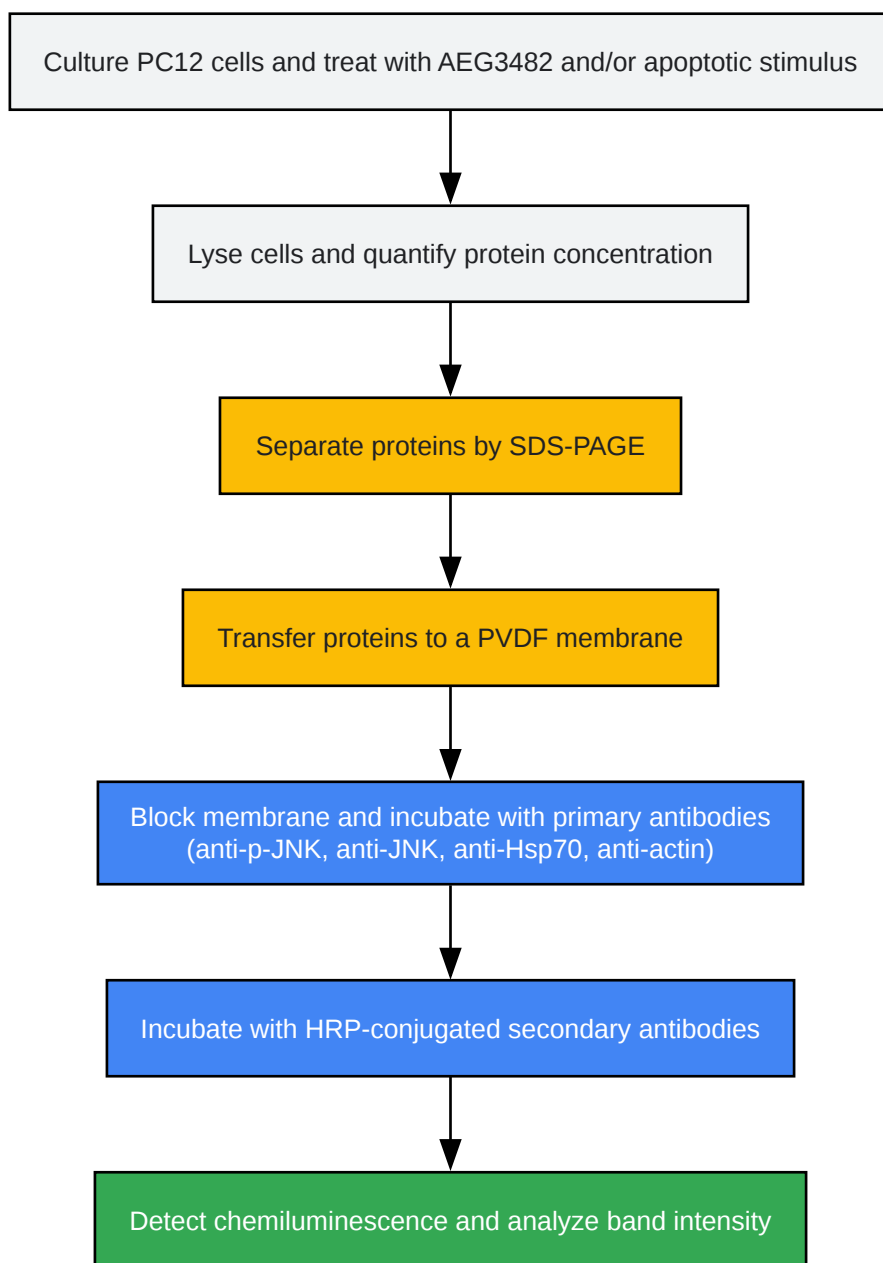 Culture PC12 cells and treat with AEG3482 and/or apoptotic stimulus
Lyse cells and quantify protein concentration
Separate proteins by SDS-PAGE
Transfer proteins to a PVDF membrane
Block membrane and incubate with primary antibodies
(anti-p-JNK, anti-JNK, anti-Hsp70, anti-actin)
Incubate with HRP-conjugated secondary antibodies
Detect chemiluminescence and analyze band intensity